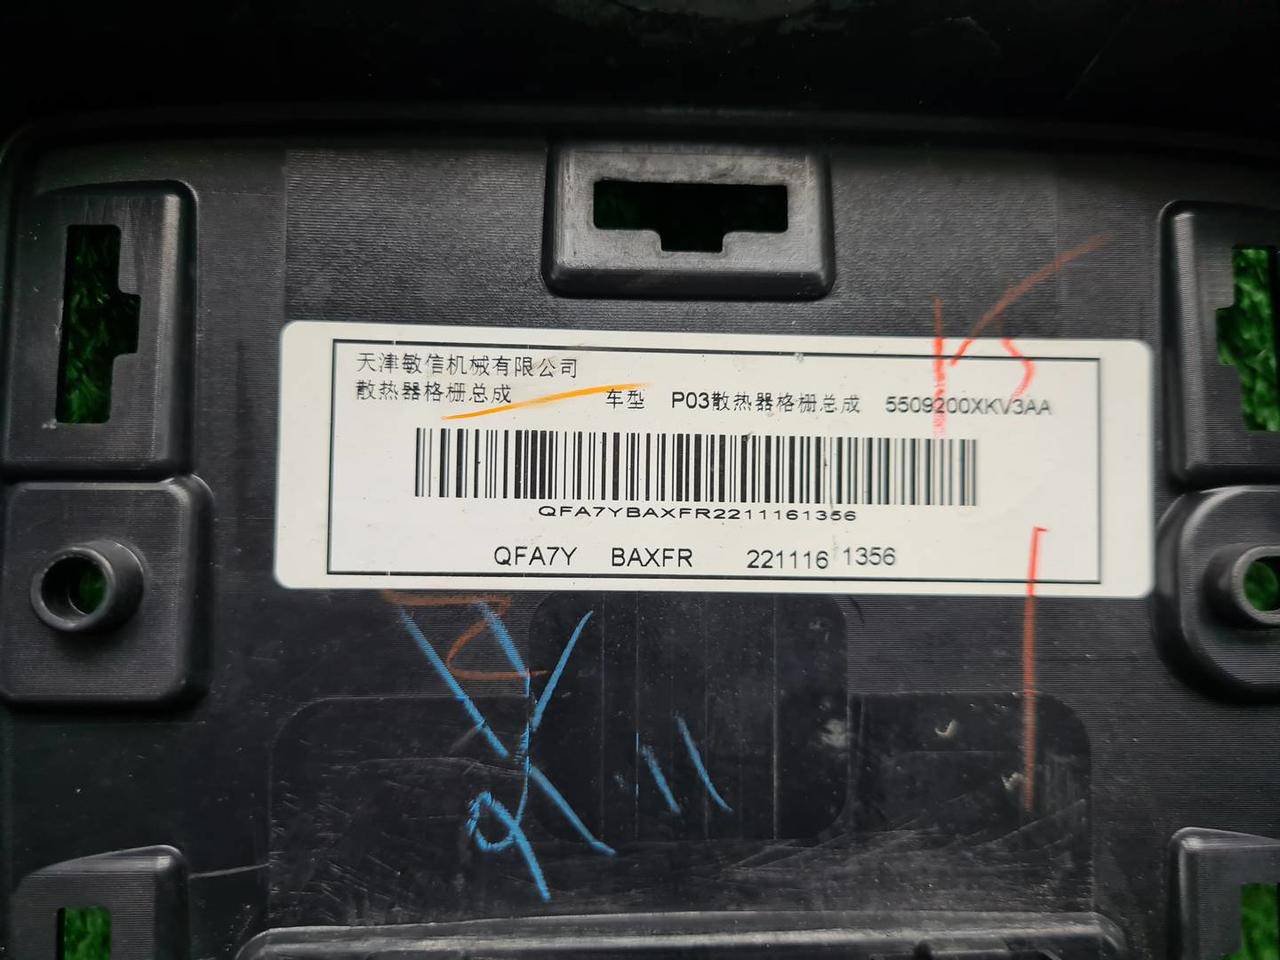 天津敏信机械有限公司
散热器格栅总成 车型 P03散热器格栅总成 5509200XKV3AA
QFA7YBAXFR2211161356
QFA7Y BAXFR 221116 1356